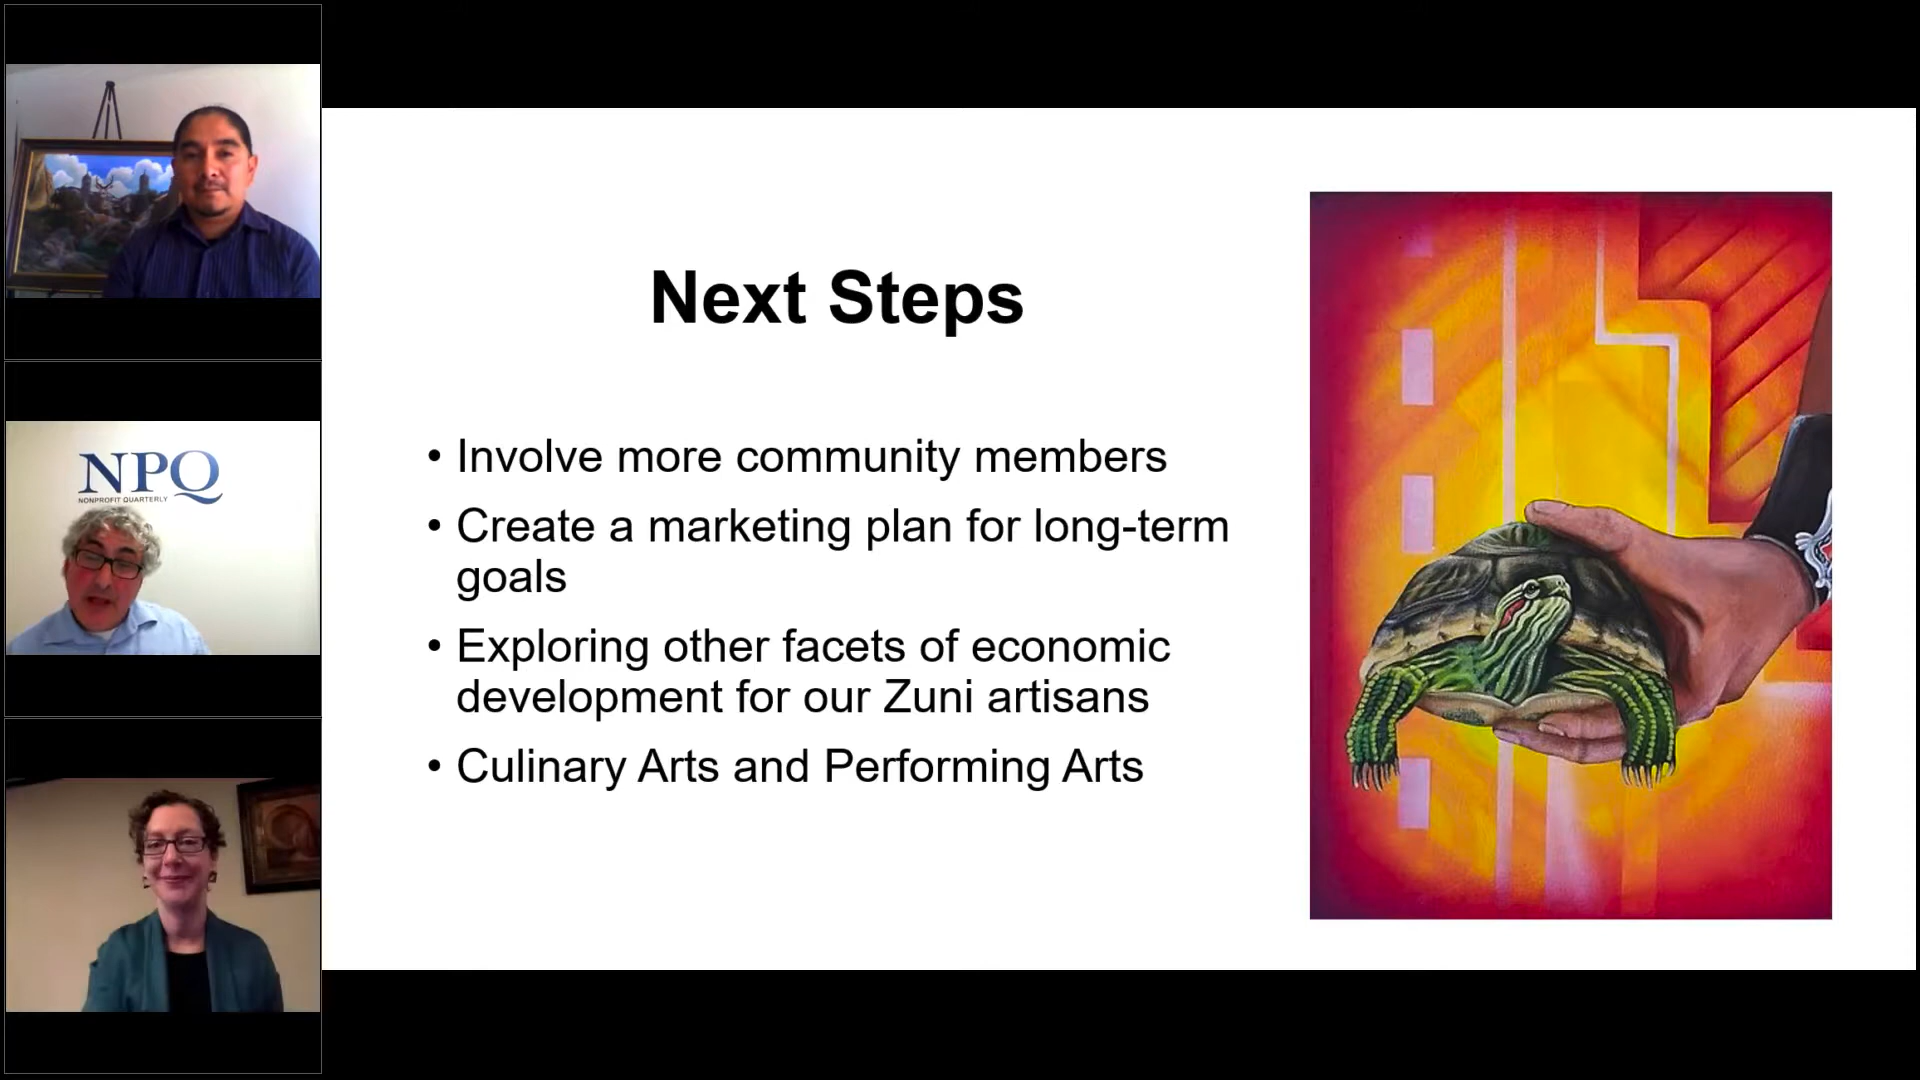 NPQ
NONPROFIT QUARTERLY
Next Steps
• Involve more community members
• Create a marketing plan for long-term
goals
• Exploring other facets of economic
development for our Zuni artisans
• Culinary Arts and Performing Arts